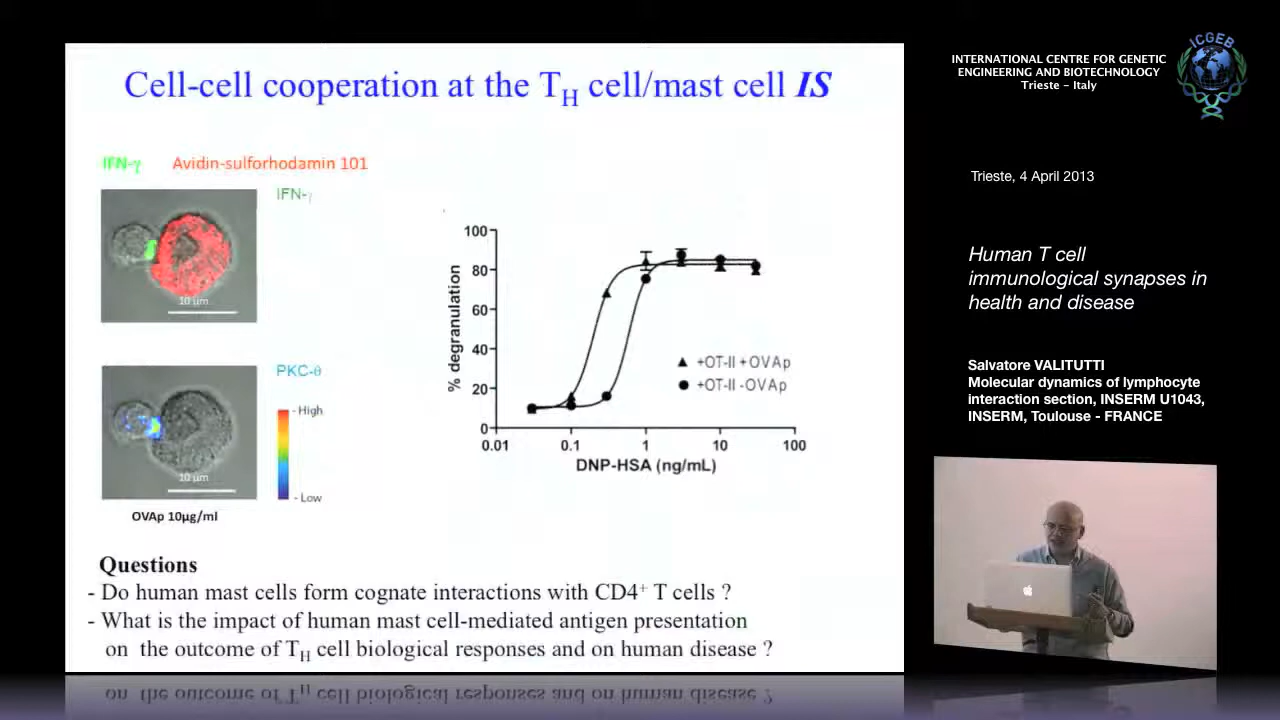 Cell-cell cooperation at the TH cell/mast cell IS
IFN-γ Avidin-sulforhodamin 101
IFN-γ
10 µm
PKC-θ
- High
- Low
10 µm
OVAp 10µg/ml
% degranulation
100
80
60
40
20
0
0.01 0.1 1 10 100
DNP-HSA (ng/mL)
+OT-II +OVAp
+OT-II -OVAp
Questions
- Do human mast cells form cognate interactions with CD4+ T cells ?
- What is the impact of human mast cell-mediated antigen presentation
on the outcome of TH cell biological responses and on human disease ?
INTERNATIONAL CENTRE FOR GENETIC
ENGINEERING AND BIOTECHNOLOGY
Trieste - Italy
ICGEB
Trieste, 4 April 2013
Human T cell
immunological synapses in
health and disease
Salvatore VALITUTTI
Molecular dynamics of lymphocyte
interaction section, INSERM U1043,
INSERM, Toulouse - FRANCE